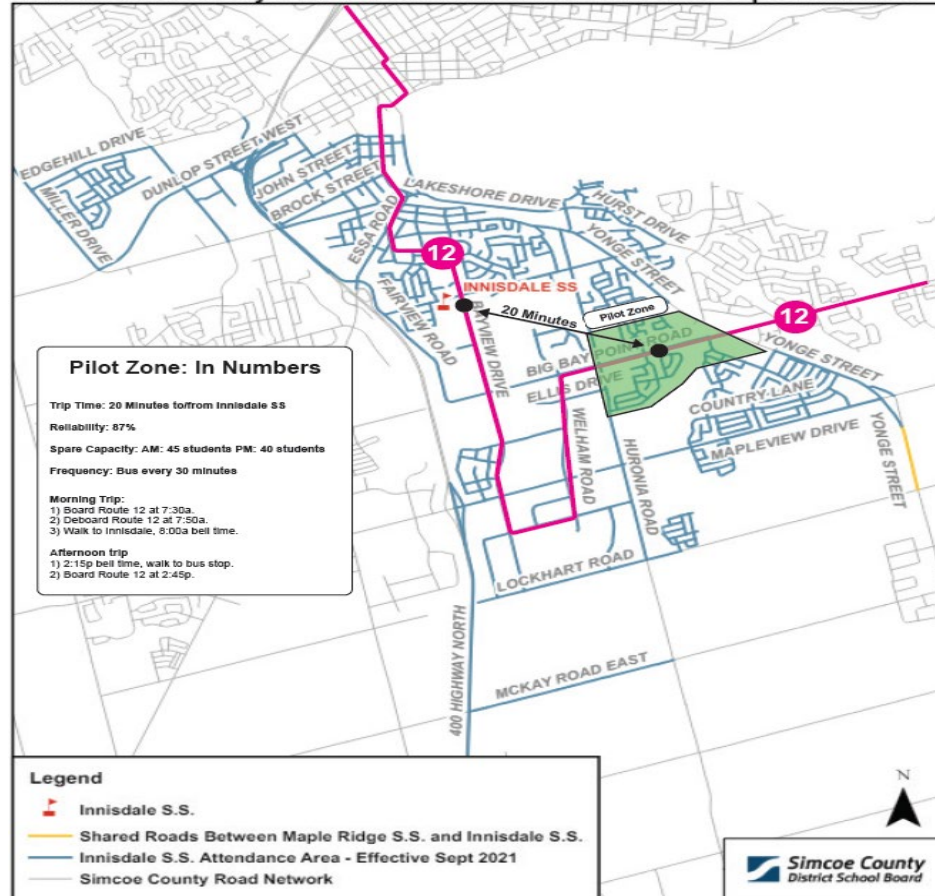 EDGEHILL DRIVE
DUNLOP STREET WEST
MILLER DRIVE
JOHN STREET
BROCK STREET
ESSA ROAD
LAKESHORE DRIVE
HURST DRIVE
YONGE STREET
12
INNISDALE SS
FAIRVIEW ROAD
BAYVIEW DRIVE
20 Minutes
Pilot Zone
12
BIG BAY POINT ROAD
ELLIS DRIVE
YONGE STREET
COUNTRY LANE
MAPLEVIEW DRIVE
WELHAM ROAD
HURONIA ROAD
YONGE STREET
LOCKHART ROAD
400 HIGHWAY NORTH
MCKAY ROAD EAST
Pilot Zone: In Numbers
Trip Time: 20 Minutes to/from Innisdale SS
Reliability: 87%
Spare Capacity: AM: 45 students PM: 40 students
Frequency: Bus every 30 minutes
Morning Trip:
1) Board Route 12 at 7:30a.
2) Deboard Route 12 at 7:50a.
3) Walk to Innisdale, 8:00a bell time.
Afternoon trip
1) 2:15p bell time, walk to bus stop.
2) Board Route 12 at 2:45p.
Legend
Innisdale S.S.
Shared Roads Between Maple Ridge S.S. and Innisdale S.S.
Innisdale S.S. Attendance Area - Effective Sept 2021
Simcoe County Road Network
N
Simcoe County
District School Board